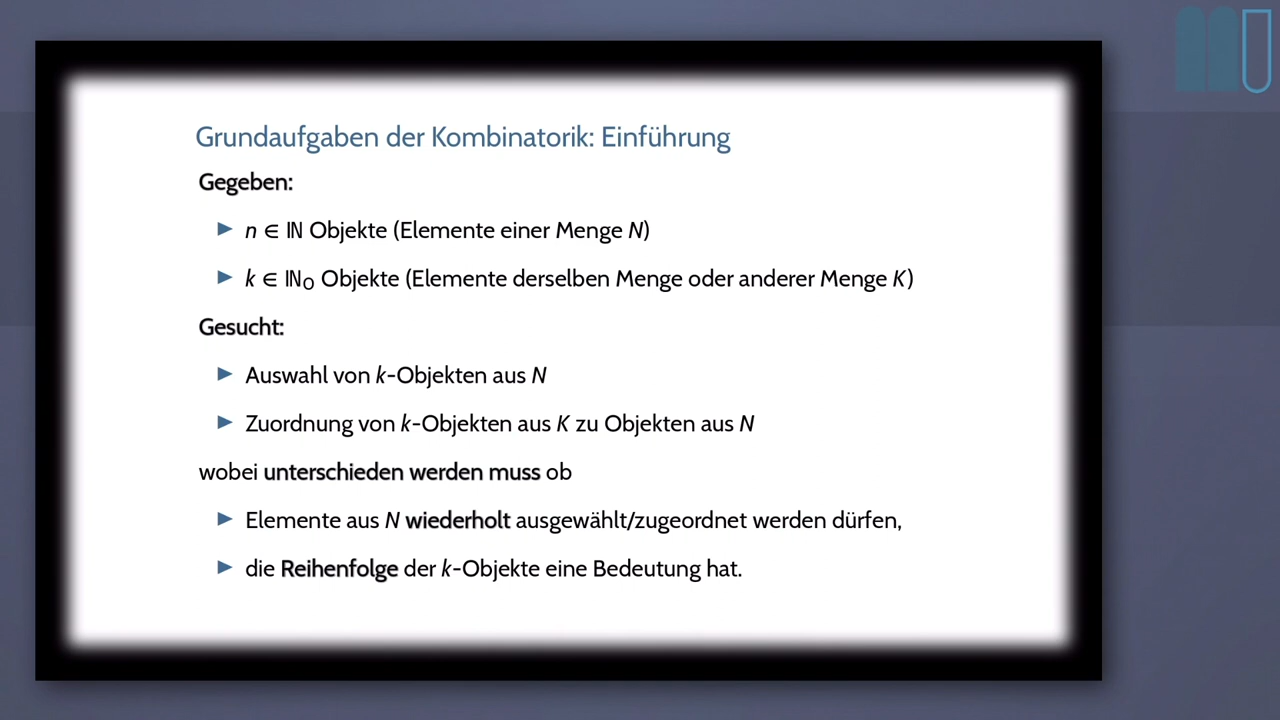 Grundaufgaben der Kombinatorik: Einführung
Gegeben:
n ∈ ℕ Objekte (Elemente einer Menge N)
k ∈ ℕ₀ Objekte (Elemente derselben Menge oder anderer Menge K)
Gesucht:
Auswahl von k-Objekten aus N
Zuordnung von k-Objekten aus K zu Objekten aus N
wobei unterschieden werden muss ob
Elemente aus N wiederholt ausgewählt/zugeordnet werden dürfen,
die Reihenfolge der k-Objekte eine Bedeutung hat.